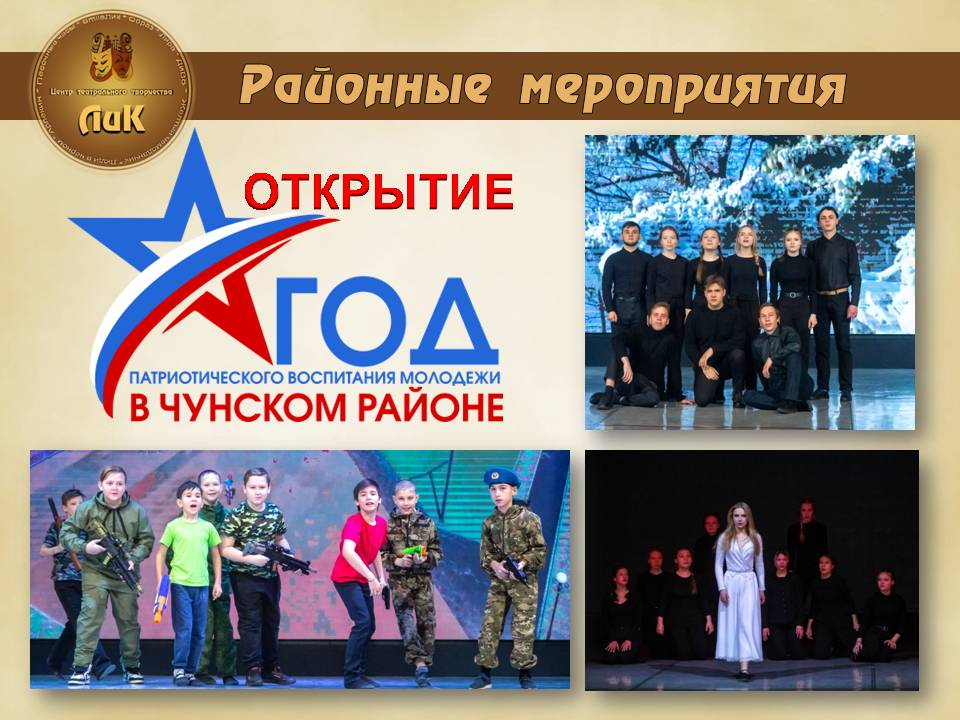 Районные мероприятия
Центр театрального творчества
ЛиК
ОТКРЫТИЕ
ГОД
ПАТРИОТИЧЕСКОГО ВОСПИТАНИЯ МОЛОДЕЖИ
В ЧУНСКОМ РАЙОНЕ